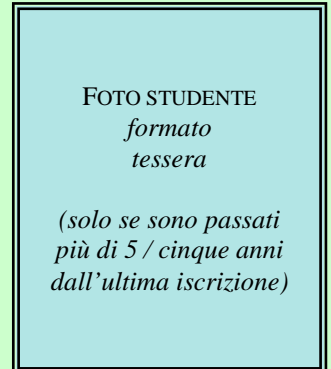 FOTO STUDENTE
formato
tessera
(solo se sono passati
più di 5 / cinque anni
dall’ultima iscrizione)